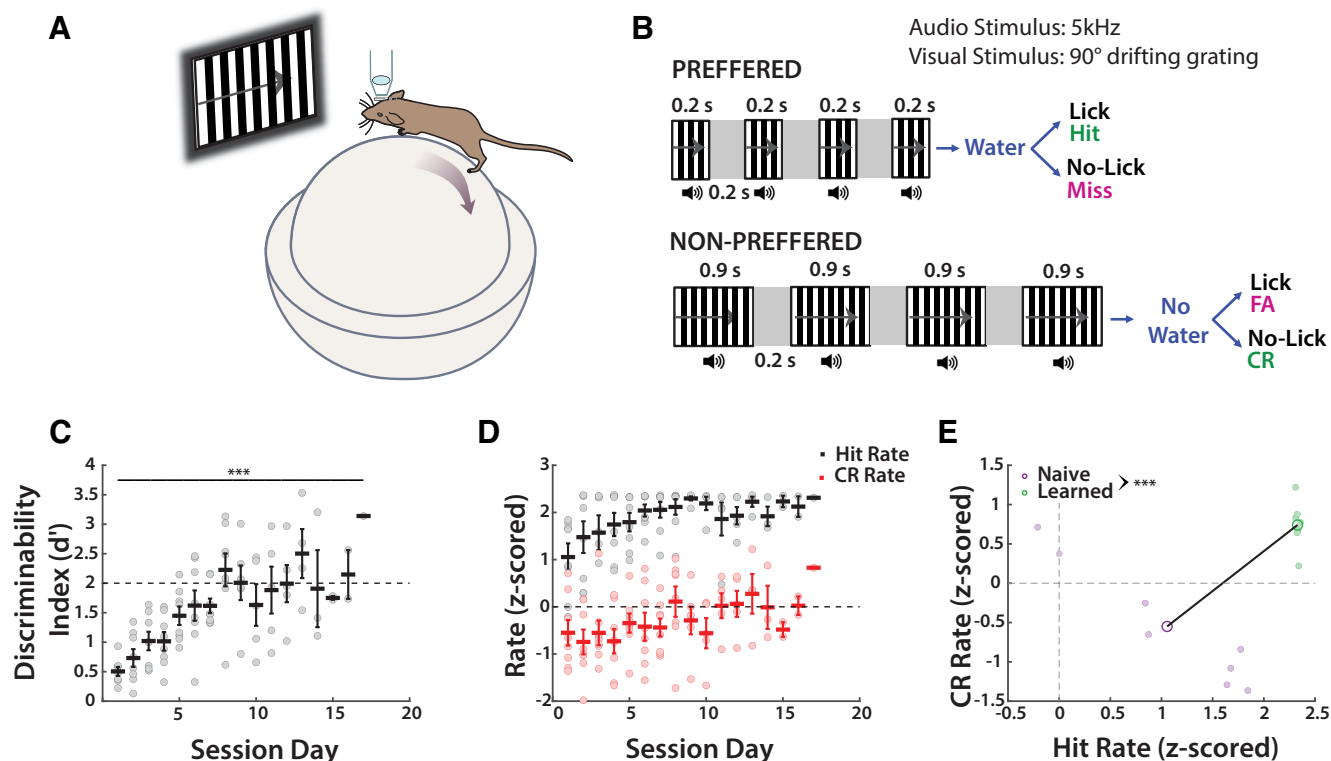 A
B
Audio Stimulus: 5kHz
Visual Stimulus: 90° drifting grating
PREFFERED
0.2 s 0.2 s 0.2 s 0.2 s
0.2 s
Water
Lick
Hit
No-Lick
Miss
NON-PREFFERED
0.9 s 0.9 s 0.9 s 0.9 s
0.2 s
No
Water
Lick
FA
No-Lick
CR
C
Discriminability
Index (d')
4
3.5
3
2.5
2
1.5
1
0.5
0
***
5 10 15 20
Session Day
D
Rate (z-scored)
3
2
1
0
-1
-2
Hit Rate
CR Rate
0 5 10 15 20
Session Day
E
CR Rate (z-scored)
1.5
1
0.5
0
-0.5
-1
-1.5
Naive
Learned
***
-0.5 0 0.5 1 1.5 2 2.5
Hit Rate (z-scored)